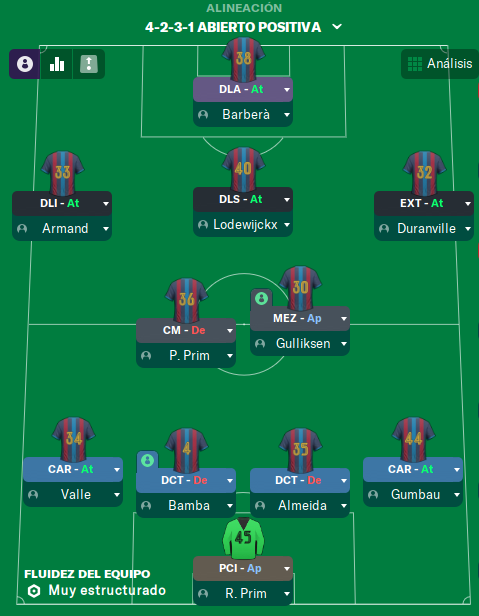 ALINEACIÓN
4-2-3-1 ABIERTO POSITIVA
Análisis
38
DLA - At
Barberà
33
DLI - At
Armand
40
DLS - At
Lodewijckx
32
EXT - At
Duranville
36
CM - De
P. Prim
30
MEZ - Ap
Gulliksen
34
CAR - At
Valle
4
DCT - De
Bamba
35
DCT - De
Almeida
44
CAR - At
Gumbau
45
PCI - Ap
R. Prim
FLUIDEZ DEL EQUIPO
Muy estructurado